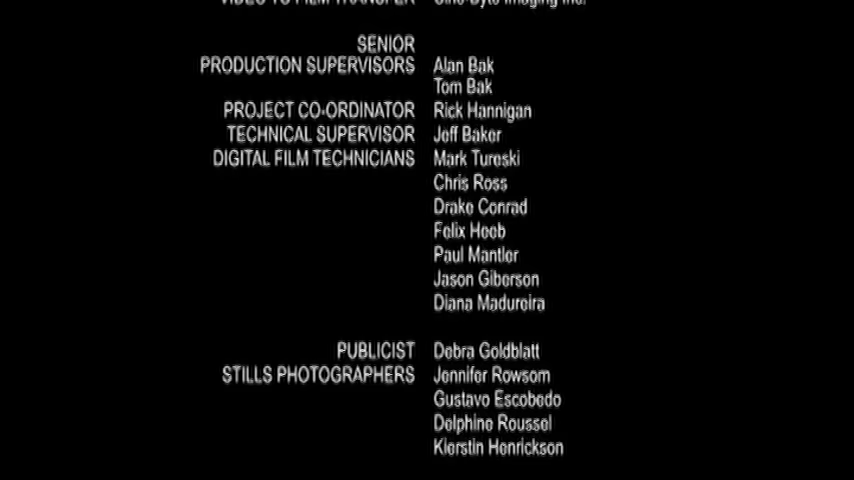 VIDEO TO FILM TRANSFER Cine-Byte Imaging Inc.
SENIOR
PRODUCTION SUPERVISORS Alan Bak
Tom Bak
PROJECT CO-ORDINATOR Rick Hannigan
TECHNICAL SUPERVISOR Jeff Baker
DIGITAL FILM TECHNICIANS Mark Tureski
Chris Ross
Drake Conrad
Felix Heeb
Paul Mantler
Jason Giberson
Diana Madureira
PUBLICIST Debra Goldblatt
STILLS PHOTOGRAPHERS Jennifer Rowsom
Gustavo Escobedo
Delphine Roussel
Kierstin Henrickson